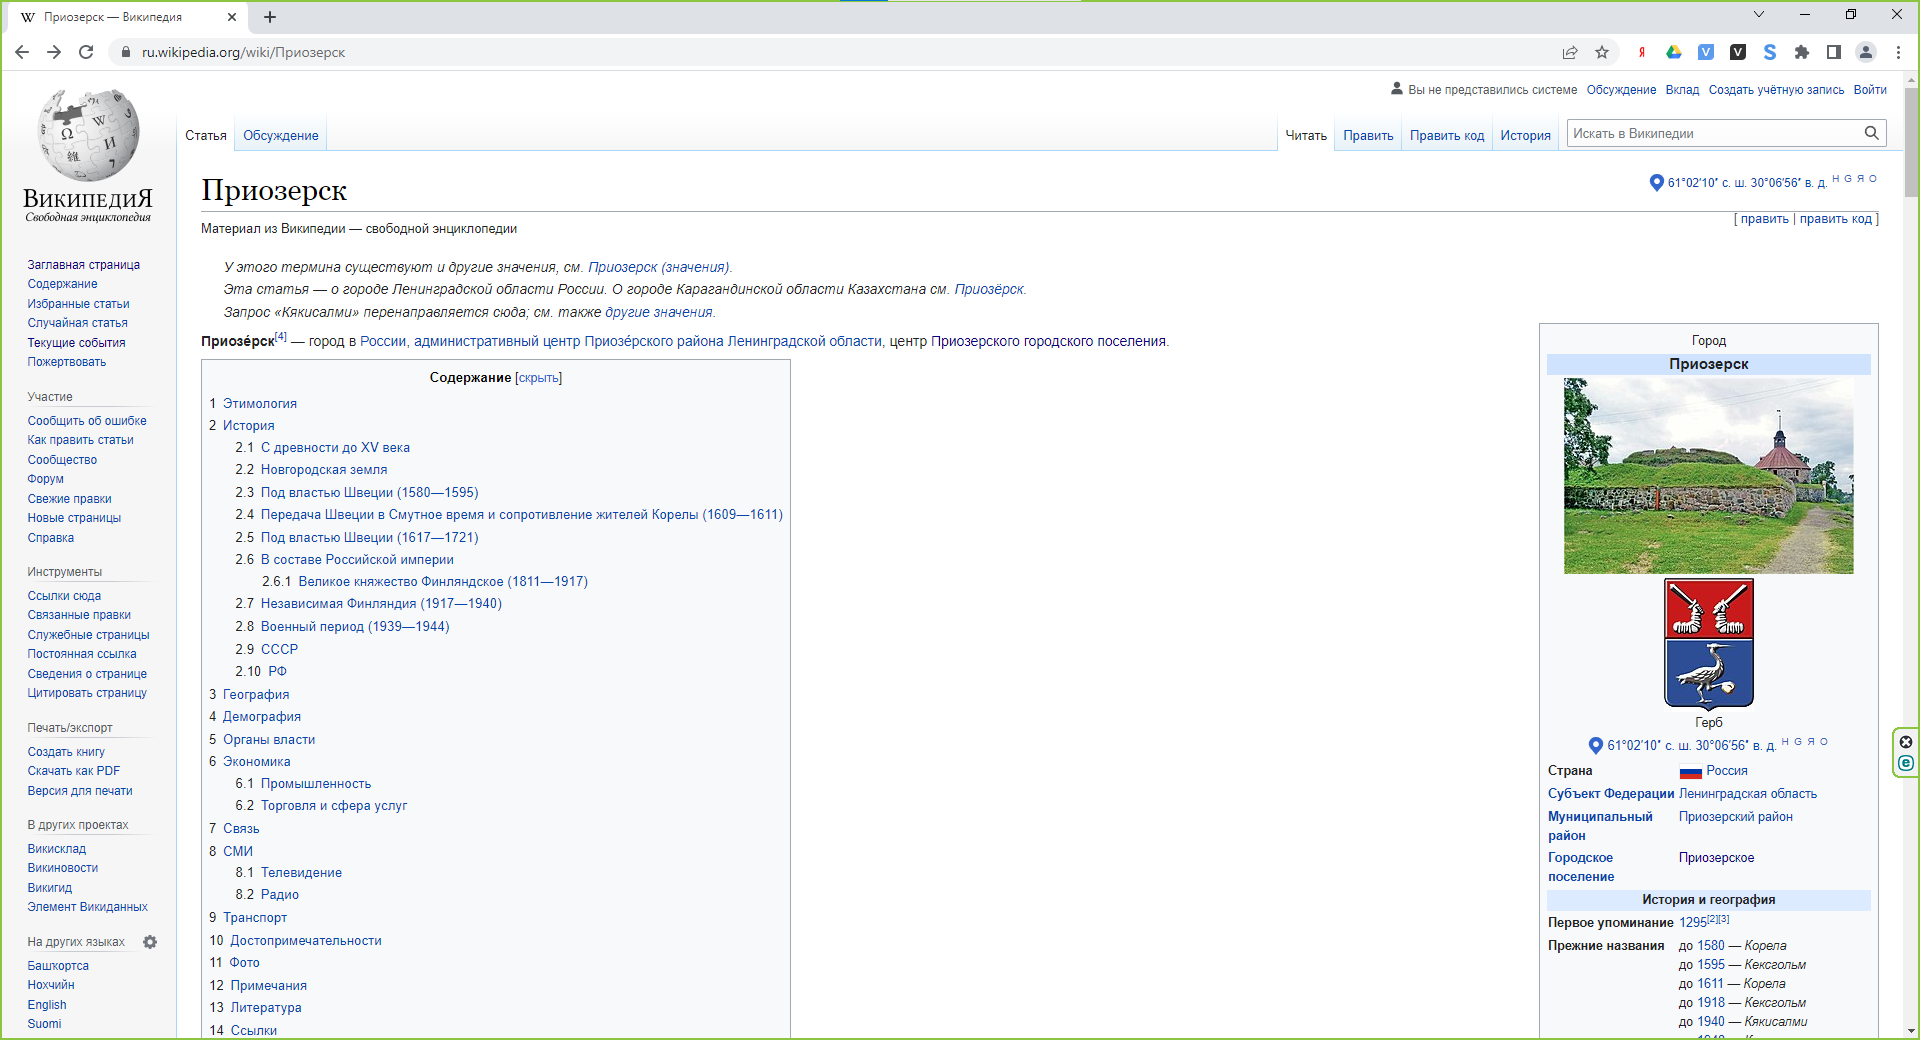 Приозерск — Википедия
ru.wikipedia.org/wiki/Приозерск
Вы не представились системе Обсуждение Вклад Создать учётную запись Войти
Статья Обсуждение Читать Править Править код История Искать в Википедии
ВикипедиЯ
Свободная энциклопедия
Заглавная страница
Содержание
Избранные статьи
Случайная статья
Текущие события
Пожертвовать
Участие
Сообщить об ошибке
Как править статьи
Сообщество
Форум
Свежие правки
Новые страницы
Справка
Инструменты
Ссылки сюда
Связанные правки
Служебные страницы
Постоянная ссылка
Сведения о странице
Цитировать страницу
Печать/экспорт
Создать книгу
Скачать как PDF
Версия для печати
В других проектах
Викисклад
Викиновости
Викигид
Элемент Викиданных
На других языках
Башҡортса
Нохчийн
English
Suomi
Приозерск
61°02′10″ с. ш. 30°06′56″ в. д. H G Я O
[ править | править код ]
Материал из Википедии — свободной энциклопедии
У этого термина существуют и другие значения, см. Приозерск (значения).
Эта статья — о городе Ленинградской области России. О городе Карагандинской области Казахстана см. Приозёрск.
Запрос «Кякисалми» перенаправляется сюда; см. также другие значения.
Приозе́рск[4] — город в России, административный центр Приозе́рского района Ленинградской области, центр Приозерского городского поселения.
Содержание [скрыть]
1 Этимология
2 История
2.1 С древности до XV века
2.2 Новгородская земля
2.3 Под властью Швеции (1580—1595)
2.4 Передача Швеции в Смутное время и сопротивление жителей Корелы (1609—1611)
2.5 Под властью Швеции (1617—1721)
2.6 В составе Российской империи
2.6.1 Великое княжество Финляндское (1811—1917)
2.7 Независимая Финляндия (1917—1940)
2.8 Военный период (1939—1944)
2.9 СССР
2.10 РФ
3 География
4 Демография
5 Органы власти
6 Экономика
6.1 Промышленность
6.2 Торговля и сфера услуг
7 Связь
8 СМИ
8.1 Телевидение
8.2 Радио
9 Транспорт
10 Достопримечательности
11 Фото
12 Примечания
13 Литература
14 Ссылки
Город
Приозерск
Герб
61°02′10″ с. ш. 30°06′56″ в. д. H G Я O
Страна Россия
Субъект Федерации Ленинградская область
Муниципальный район Приозерский район
Городское поселение Приозерское
История и география
Первое упоминание 1295[2][3]
Прежние названия до 1580 — Корела
до 1595 — Кексгольм
до 1611 — Корела
до 1918 — Кексгольм
до 1940 — Кякисалми